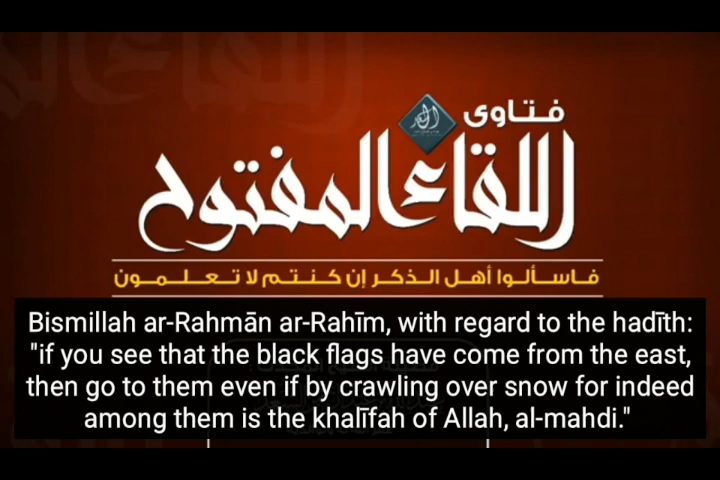 فتاوى
اللقاء المفتوح
فاسألوا أهل الذكر إن كنتم لا تعلمون
Bismillah ar-Rahmān ar-Rahīm, with regard to the hadīth:
"if you see that the black flags have come from the east,
then go to them even if by crawling over snow for indeed
among them is the khalīfah of Allah, al-mahdi."